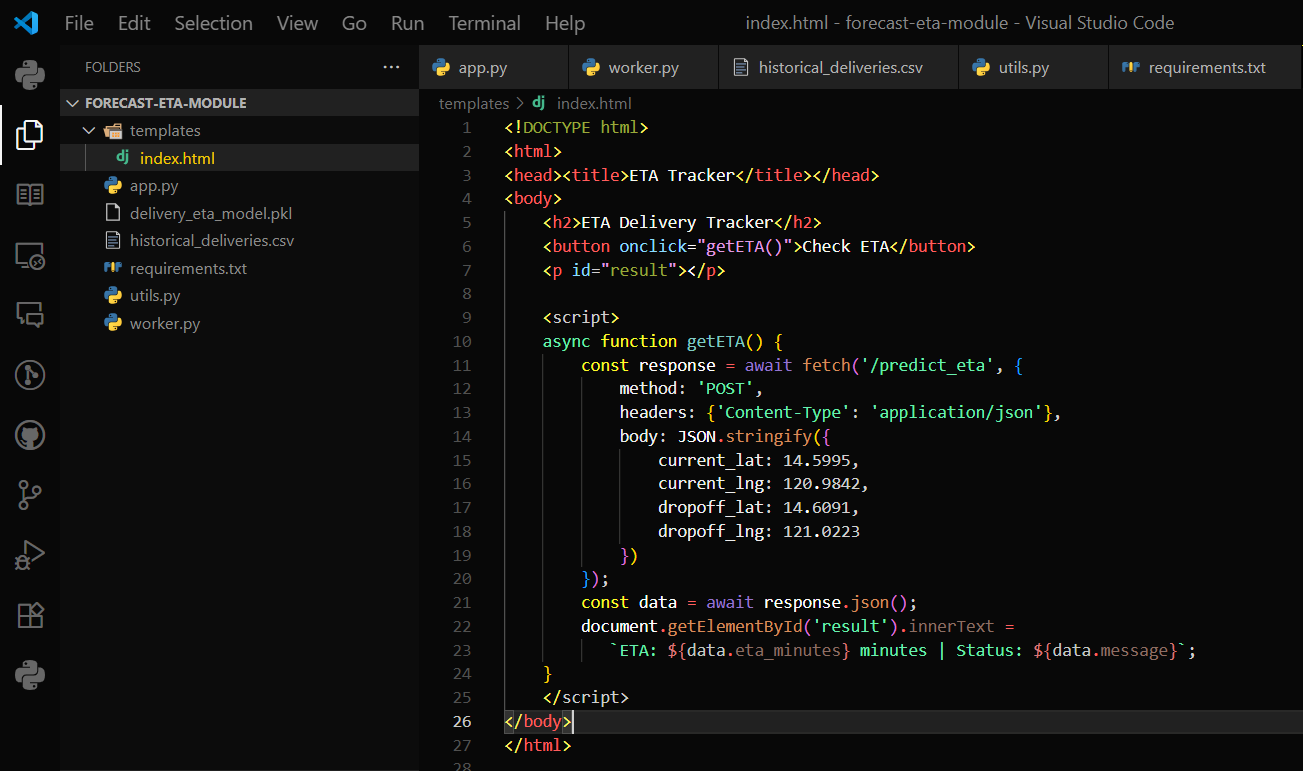 File Edit Selection View Go Run Terminal Help index.html - forecast-eta-module - Visual Studio Code
FOLDERS ...
FORECAST-ETA-MODULE
templates
dj index.html
app.py
delivery_eta_model.pkl
historical_deliveries.csv
requirements.txt
utils.py
worker.py
app.py worker.py historical_deliveries.csv utils.py requirements.txt
templates > dj index.html
1 <!DOCTYPE html>
2 <html>
3 <head><title>ETA Tracker</title></head>
4 <body>
5 <h2>ETA Delivery Tracker</h2>
6 <button onclick="getETA()">Check ETA</button>
7 <p id="result"></p>
8
9 <script>
10 async function getETA() {
11 const response = await fetch('/predict_eta', {
12 method: 'POST',
13 headers: {'Content-Type': 'application/json'},
14 body: JSON.stringify({
15 current_lat: 14.5995,
16 current_lng: 120.9842,
17 dropoff_lat: 14.6091,
18 dropoff_lng: 121.0223
19 })
20 });
21 const data = await response.json();
22 document.getElementById('result').innerText =
23 `ETA: ${data.eta_minutes} minutes | Status: ${data.message}`;
24 }
25 </script>
26 </body>
27 </html>
28